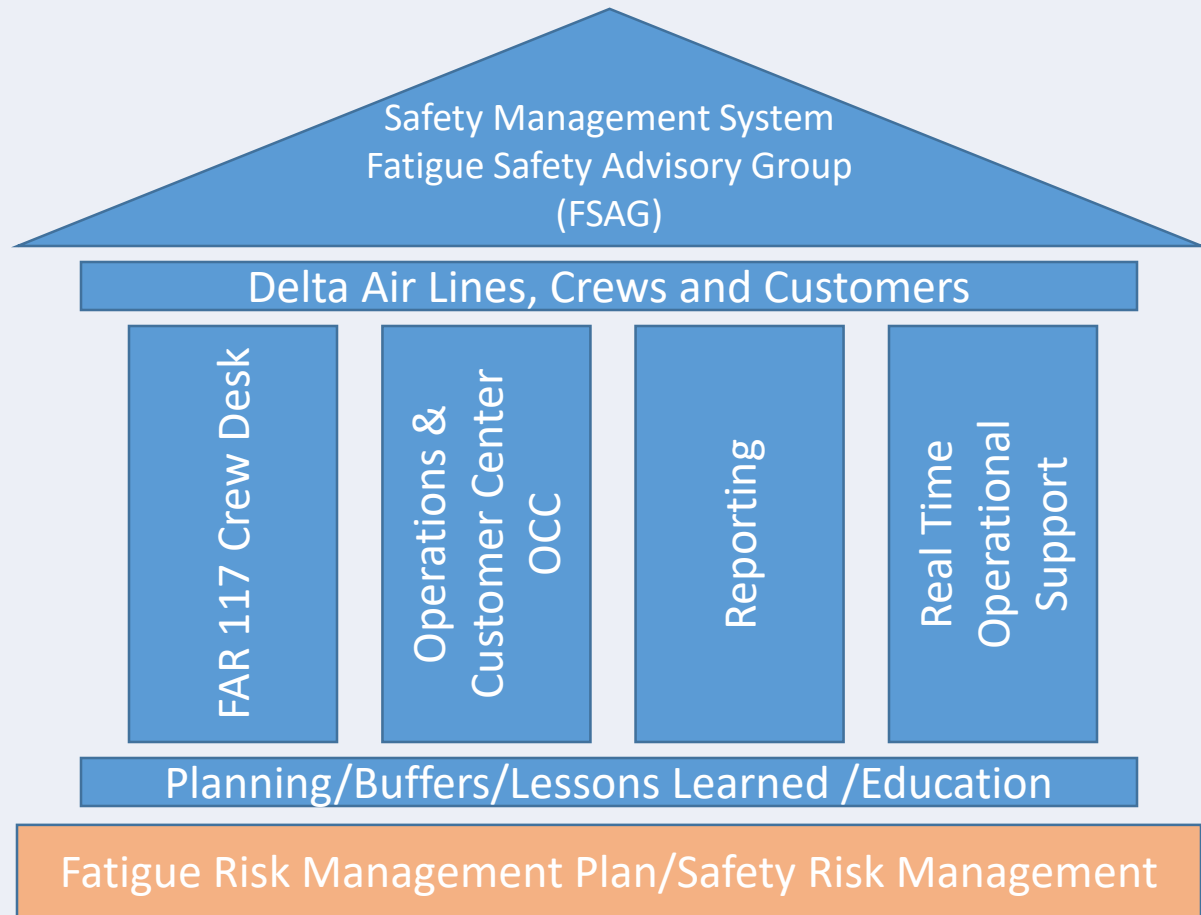 Safety Management System
Fatigue Safety Advisory Group
(FSAG)
Delta Air Lines, Crews and Customers
FAR 117 Crew Desk
Operations &
Customer Center
OCC
Reporting
Real Time
Operational
Support
Planning/Buffers/Lessons Learned /Education
Fatigue Risk Management Plan/Safety Risk Management